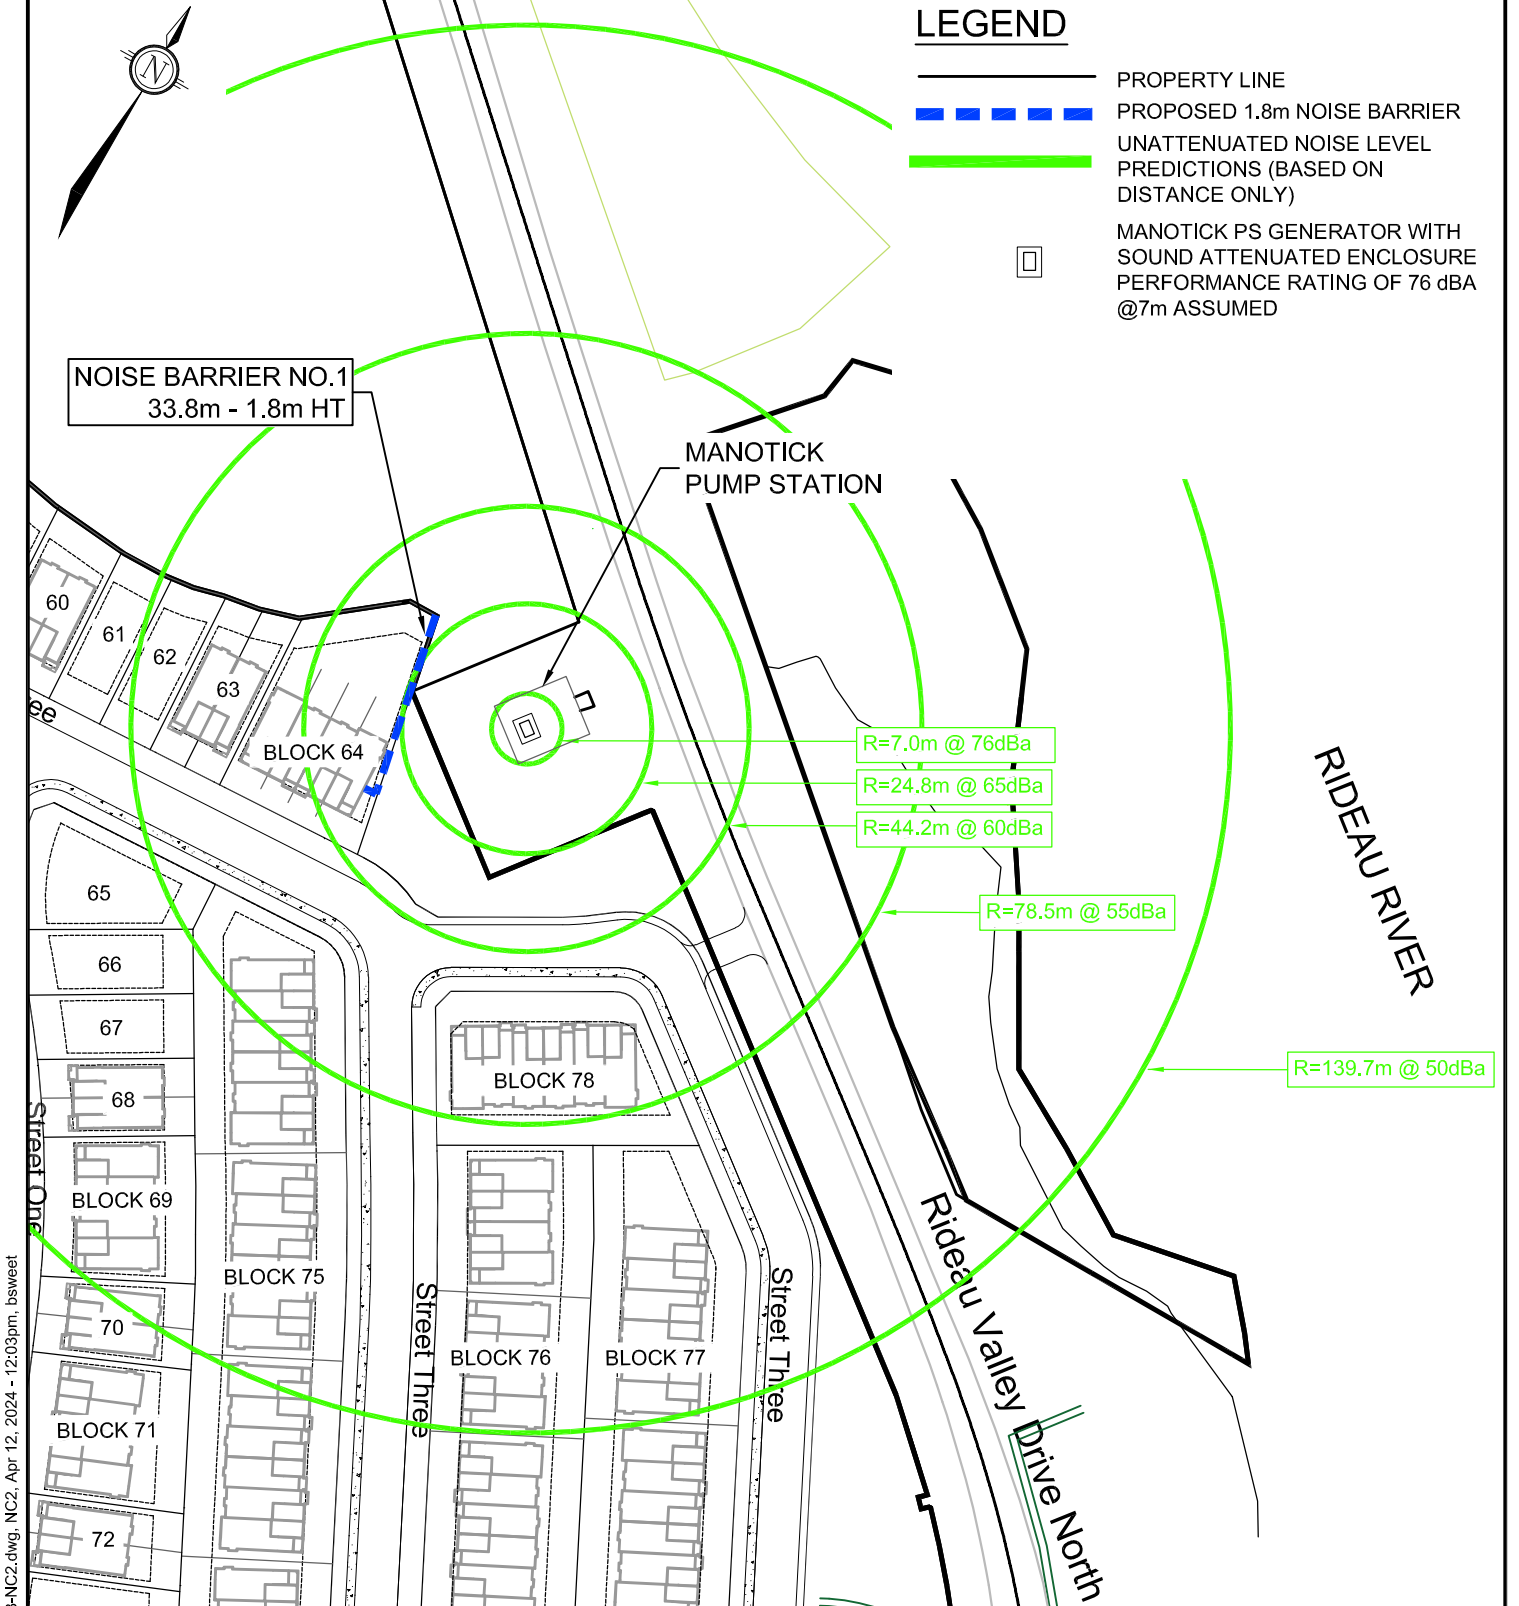 LEGEND
N
PROPERTY LINE
PROPOSED 1.8m NOISE BARRIER
UNATTENUATED NOISE LEVEL
PREDICTIONS (BASED ON
DISTANCE ONLY)
MANOTICK PS GENERATOR WITH
SOUND ATTENUATED ENCLOSURE
PERFORMANCE RATING OF 76 dBA
@7m ASSUMED
NOISE BARRIER NO.1
33.8m - 1.8m HT
MANOTICK
PUMP STATION
60
61
62
63
BLOCK 64
R=7.0m @ 76dBa
R=24.8m @ 65dBa
R=44.2m @ 60dBa
R=78.5m @ 55dBa
R=139.7m @ 50dBa
RIDEAU RIVER
65
66
67
68
BLOCK 69
70
BLOCK 71
72
BLOCK 75
BLOCK 78
BLOCK 76
BLOCK 77
Street One
Street Three
Street Three
Rideau Valley Drive North
-NC2.dwg, NC2, Apr 12, 2024 - 12:03pm, bsweet